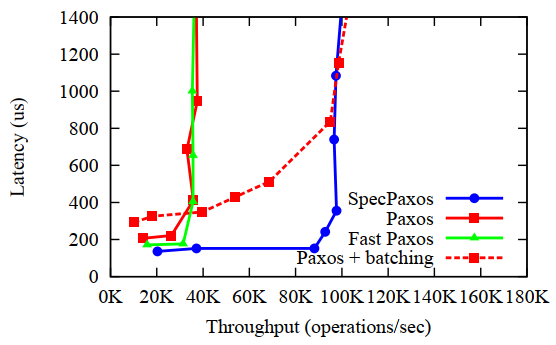 1400
1200
1000
800
600
400
200
0
Latency (us)
SpecPaxos
Paxos
Fast Paxos
Paxos + batching
0K 20K 40K 60K 80K 100K 120K 140K 160K 180K
Throughput (operations/sec)